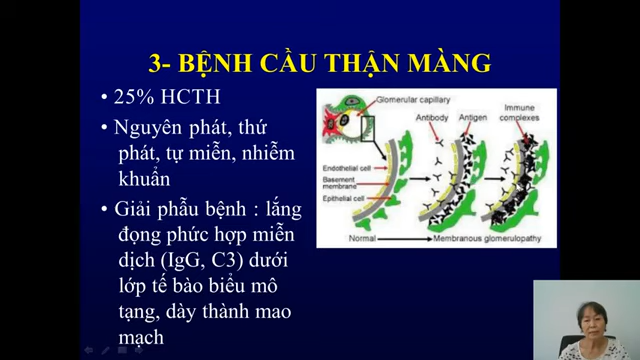 3- BỆNH CẦU THẬN MÀNG
• 25% HCTH
• Nguyên phát, thứ
phát, tự miễn, nhiễm
khuẩn
• Giải phẫu bệnh : lắng
đọng phức hợp miễn
dịch (IgG, C3) dưới
lớp tế bào biểu mô
tạng, dày thành mao
mạch
Glomerular capillary
Antibody
Antigen
Immune
complexes
Endothelial cell
Basement
membrane
Epithelial cell
Normal
Membranous glomerulopathy